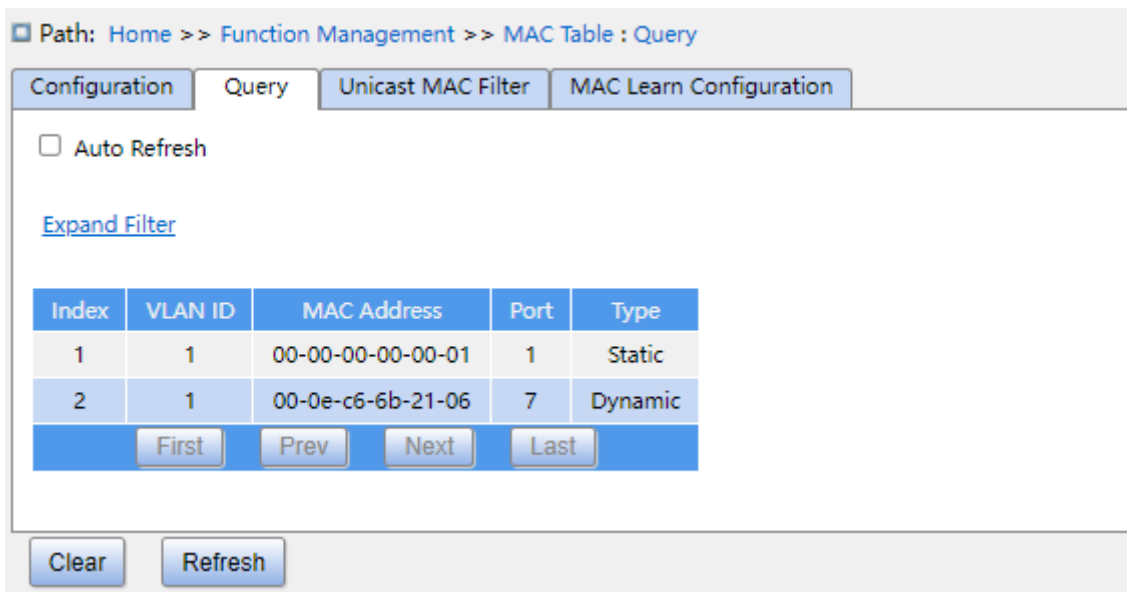 Path: Home >> Function Management >> MAC Table : Query
Configuration Query Unicast MAC Filter MAC Learn Configuration
Auto Refresh
Expand Filter
Index VLAN ID MAC Address Port Type
1 1 00-00-00-00-00-01 1 Static
2 1 00-0e-c6-6b-21-06 7 Dynamic
First Prev Next Last
Clear Refresh